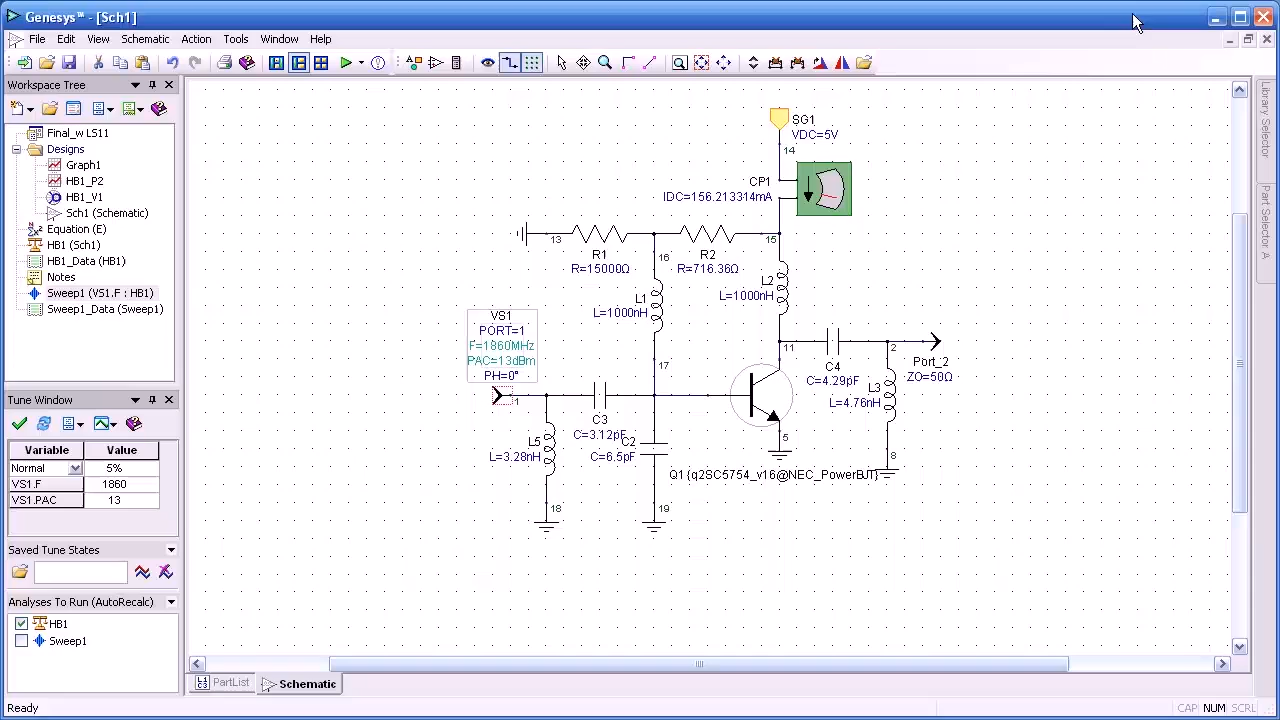 Genesys™ - [Sch1]
File Edit View Schematic Action Tools Window Help
Workspace Tree
Final_w LS11
Designs
Graph1
HB1_P2
HB1_V1
Sch1 (Schematic)
Equation (E)
HB1 (Sch1)
HB1_Data (HB1)
Notes
Sweep1 (VS1.F : HB1)
Sweep1_Data (Sweep1)
Tune Window
Variable Value
Normal 5%
VS1.F 1860
VS1.PAC 13
Saved Tune States
Analyses To Run (AutoRecalc)
HB1
Sweep1
SG1
VDC=5V
14
CP1
IDC=156.213314mA
13
15
R1
R=15000Ω
16
R2
R=716.36Ω
L1
L=1000nH
L2
L=1000nH
VS1
PORT=1
F=1860MHz
PAC=13dBm
PH=0°
1
17
11
2
C4
C=4.29pF
Port_2
ZO=50Ω
L3
L=4.76nH
C3
C=3.12pF
L5
L=3.28nH
C2
C=6.5pF
5
8
Q1 {q2SC5754_v16@NEC_PowerBJT}
18
19
PartList Schematic
Library Selector
Part Selector A
Ready
CAP NUM SCRL